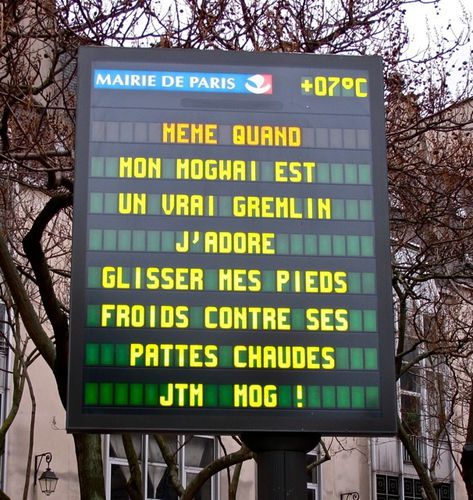 MAIRIE DE PARIS +07°C
MEME QUAND
MON MOGWAI EST
UN VRAI GREMLIN
J'ADORE
GLISSER MES PIEDS
FROIDS CONTRE SES
PATTES CHAUDES
JTM MOG !